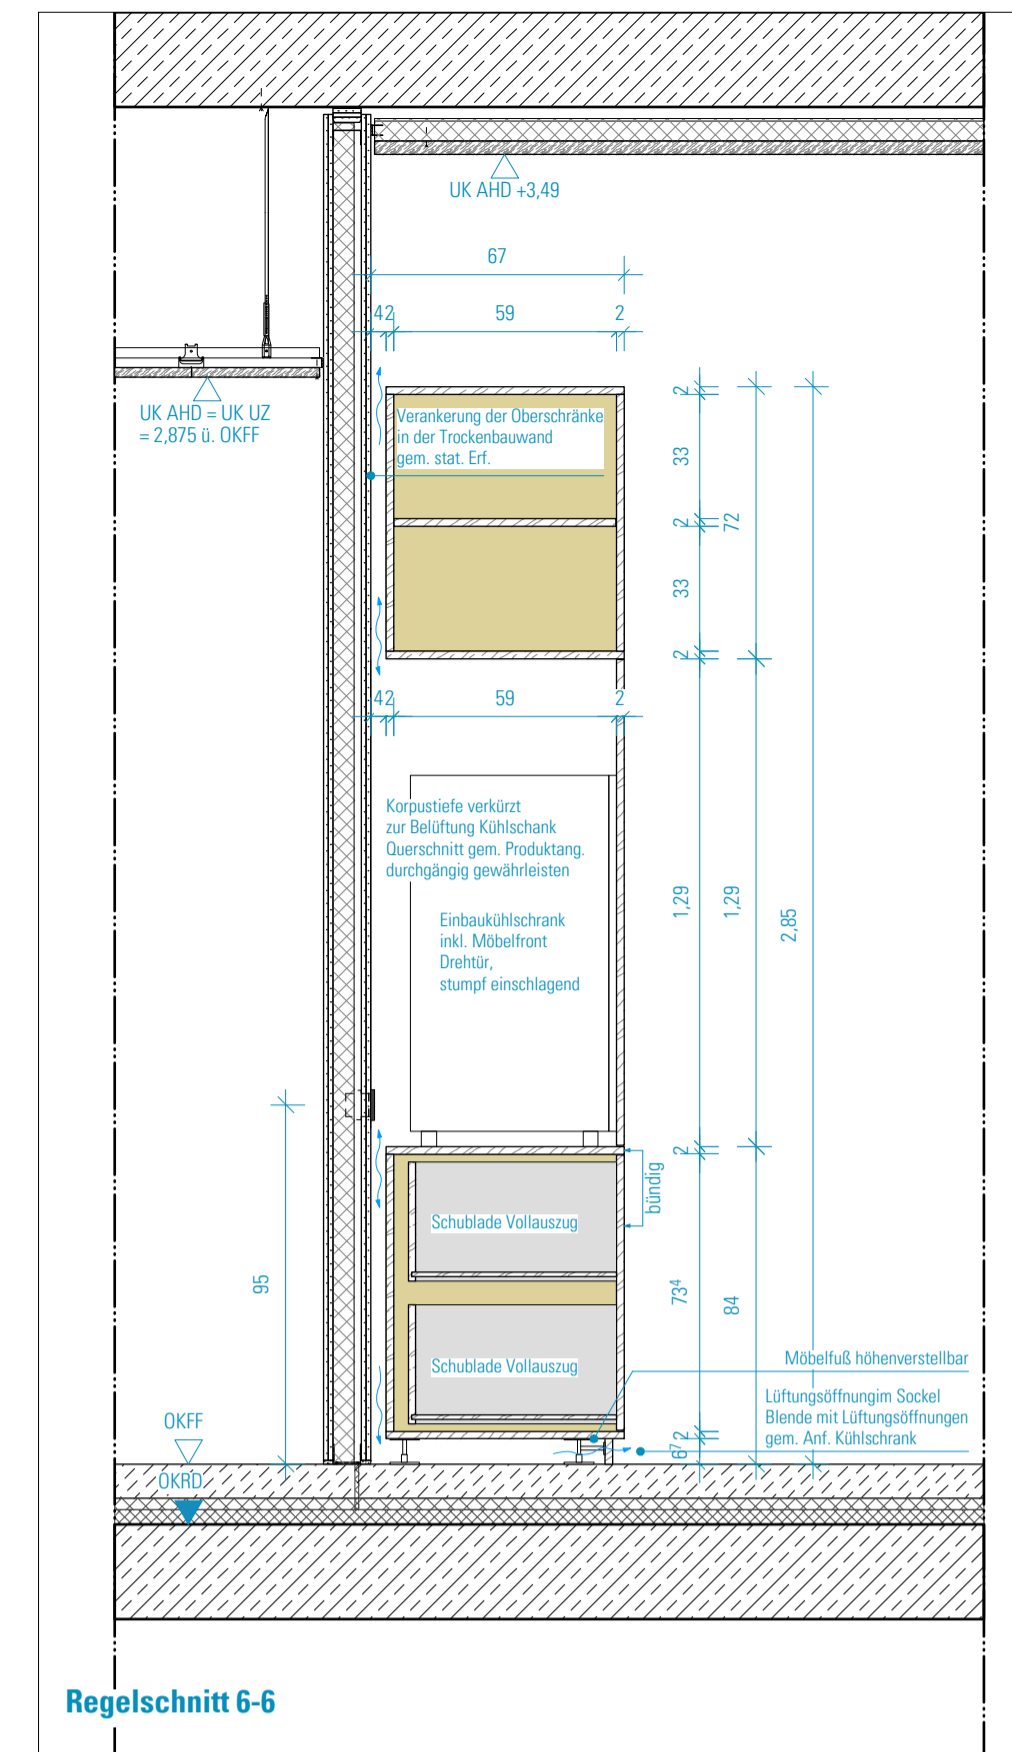 UK AHD +3,49
67
42
59
2
UK AHD = UK UZ
= 2,875 ü. OKFF
Verankerung der Oberschränke
in der Trockenbauwand
gem. stat. Erf.
2
33
2
72
33
2
42
59
2
Korpustiefe verkürzt
zur Belüftung Kühlschank
Querschnitt gem. Produktang.
durchgängig gewährleisten
Einbaukühlschrank
inkl. Möbelfront
Drehtür,
stumpf einschlagend
1,29
1,29
2,85
2
bündig
Schublade Vollauszug
95
73⁴
84
Schublade Vollauszug
Möbelfuß höhenverstellbar
Lüftungsöffnungim Sockel
Blende mit Lüftungsöffnungen
gem. Anf. Kühlschrank
2
6⁷
OKFF
OKRD
Regelschnitt 6-6